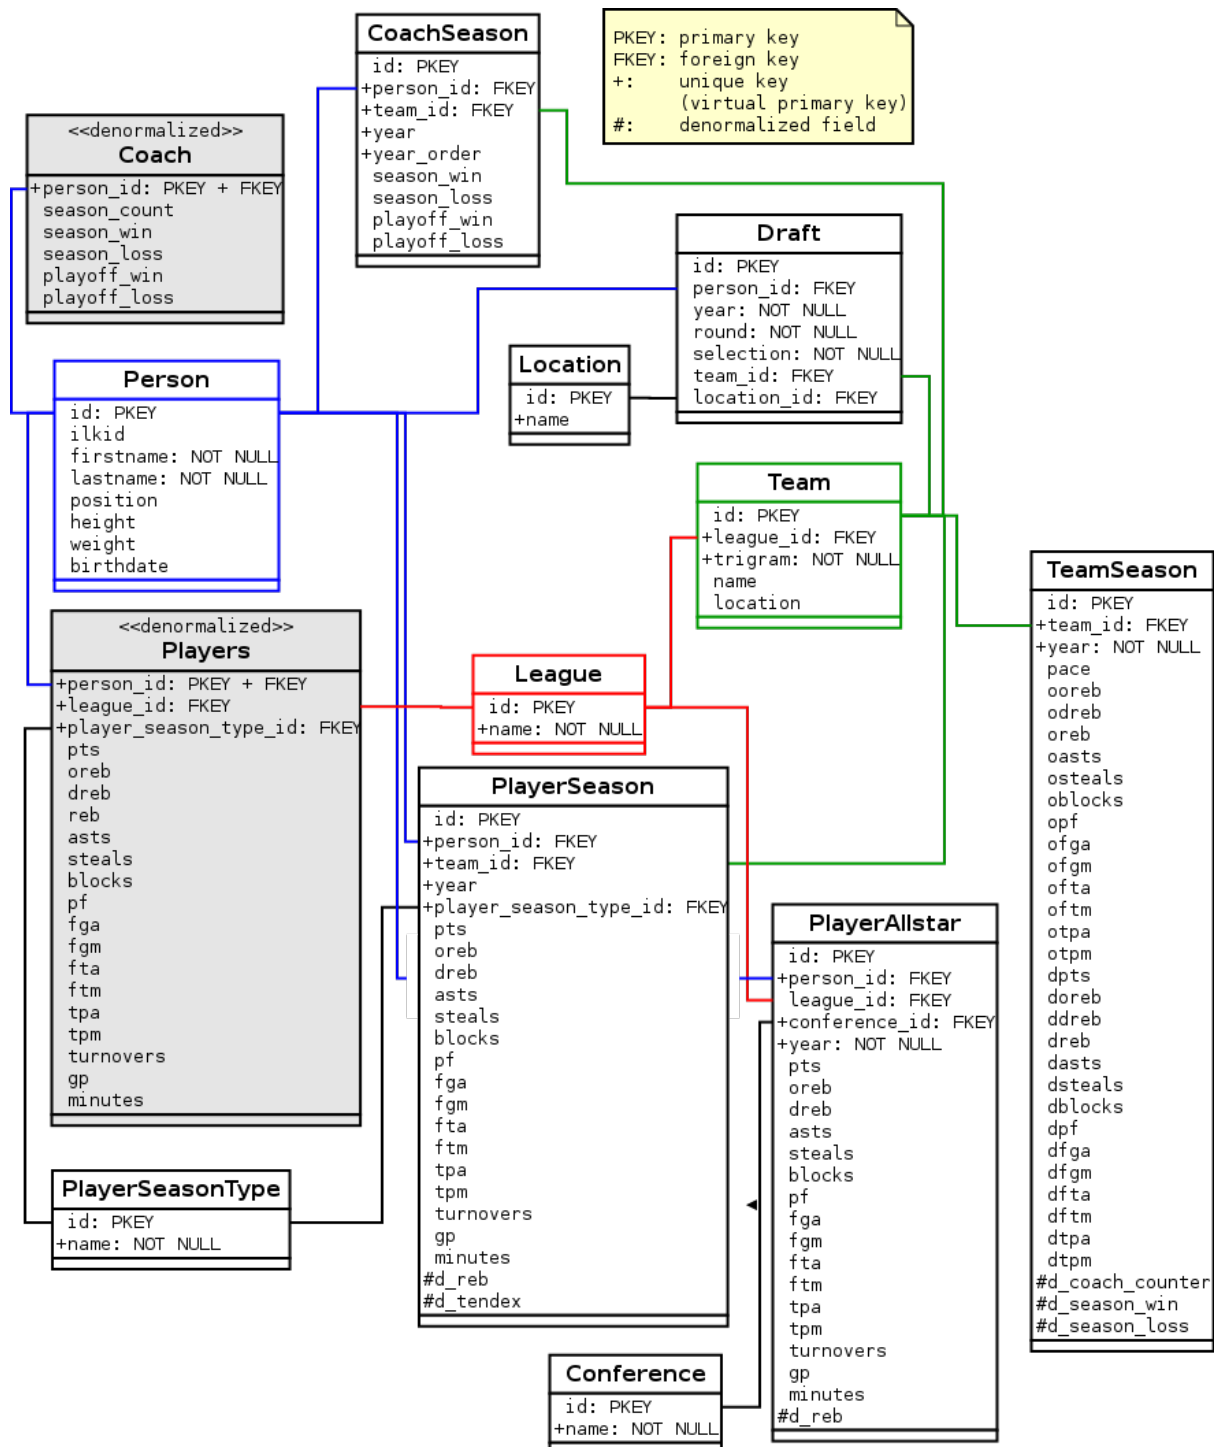 CoachSeason
id: PKEY
+person_id: FKEY
+team_id: FKEY
+year
+year_order
season_win
season_loss
playoff_win
playoff_loss
PKEY: primary key
FKEY: foreign key
+: unique key
(virtual primary key)
#: denormalized field
<<denormalized>>
Coach
+person_id: PKEY + FKEY
season_count
season_win
season_loss
playoff_win
playoff_loss
Draft
id: PKEY
person_id: FKEY
year: NOT NULL
round: NOT NULL
selection: NOT NULL
team_id: FKEY
location_id: FKEY
Location
id: PKEY
+name
Person
id: PKEY
ilkid
firstname: NOT NULL
lastname: NOT NULL
position
height
weight
birthdate
Team
id: PKEY
+league_id: FKEY
+trigram: NOT NULL
name
location
TeamSeason
id: PKEY
+team_id: FKEY
+year: NOT NULL
pace
ooreb
odreb
oreb
oasts
osteals
oblocks
opf
ofga
ofgm
ofta
oftm
otpa
otpm
dpts
doreb
ddreb
dreb
dasts
dsteals
dblocks
dpf
dfga
dfgm
dfta
dftm
dtpa
dtpm
#d_coach_counter
#d_season_win
#d_season_loss
<<denormalized>>
Players
+person_id: PKEY + FKEY
+league_id: FKEY
+player_season_type_id: FKEY
pts
oreb
dreb
reb
asts
steals
blocks
pf
fga
fgm
fta
ftm
tpa
tpm
turnovers
gp
minutes
League
id: PKEY
+name: NOT NULL
PlayerSeason
id: PKEY
+person_id: FKEY
+team_id: FKEY
+year
+player_season_type_id: FKEY
pts
oreb
dreb
asts
steals
blocks
pf
fga
fgm
fta
ftm
tpa
tpm
turnovers
gp
minutes
#d_reb
#d_tendex
PlayerAllstar
id: PKEY
+person_id: FKEY
league_id: FKEY
+conference_id: FKEY
+year: NOT NULL
pts
oreb
dreb
asts
steals
blocks
pf
fga
fgm
fta
ftm
tpa
tpm
turnovers
gp
minutes
#d_reb
PlayerSeasonType
id: PKEY
+name: NOT NULL
Conference
id: PKEY
+name: NOT NULL